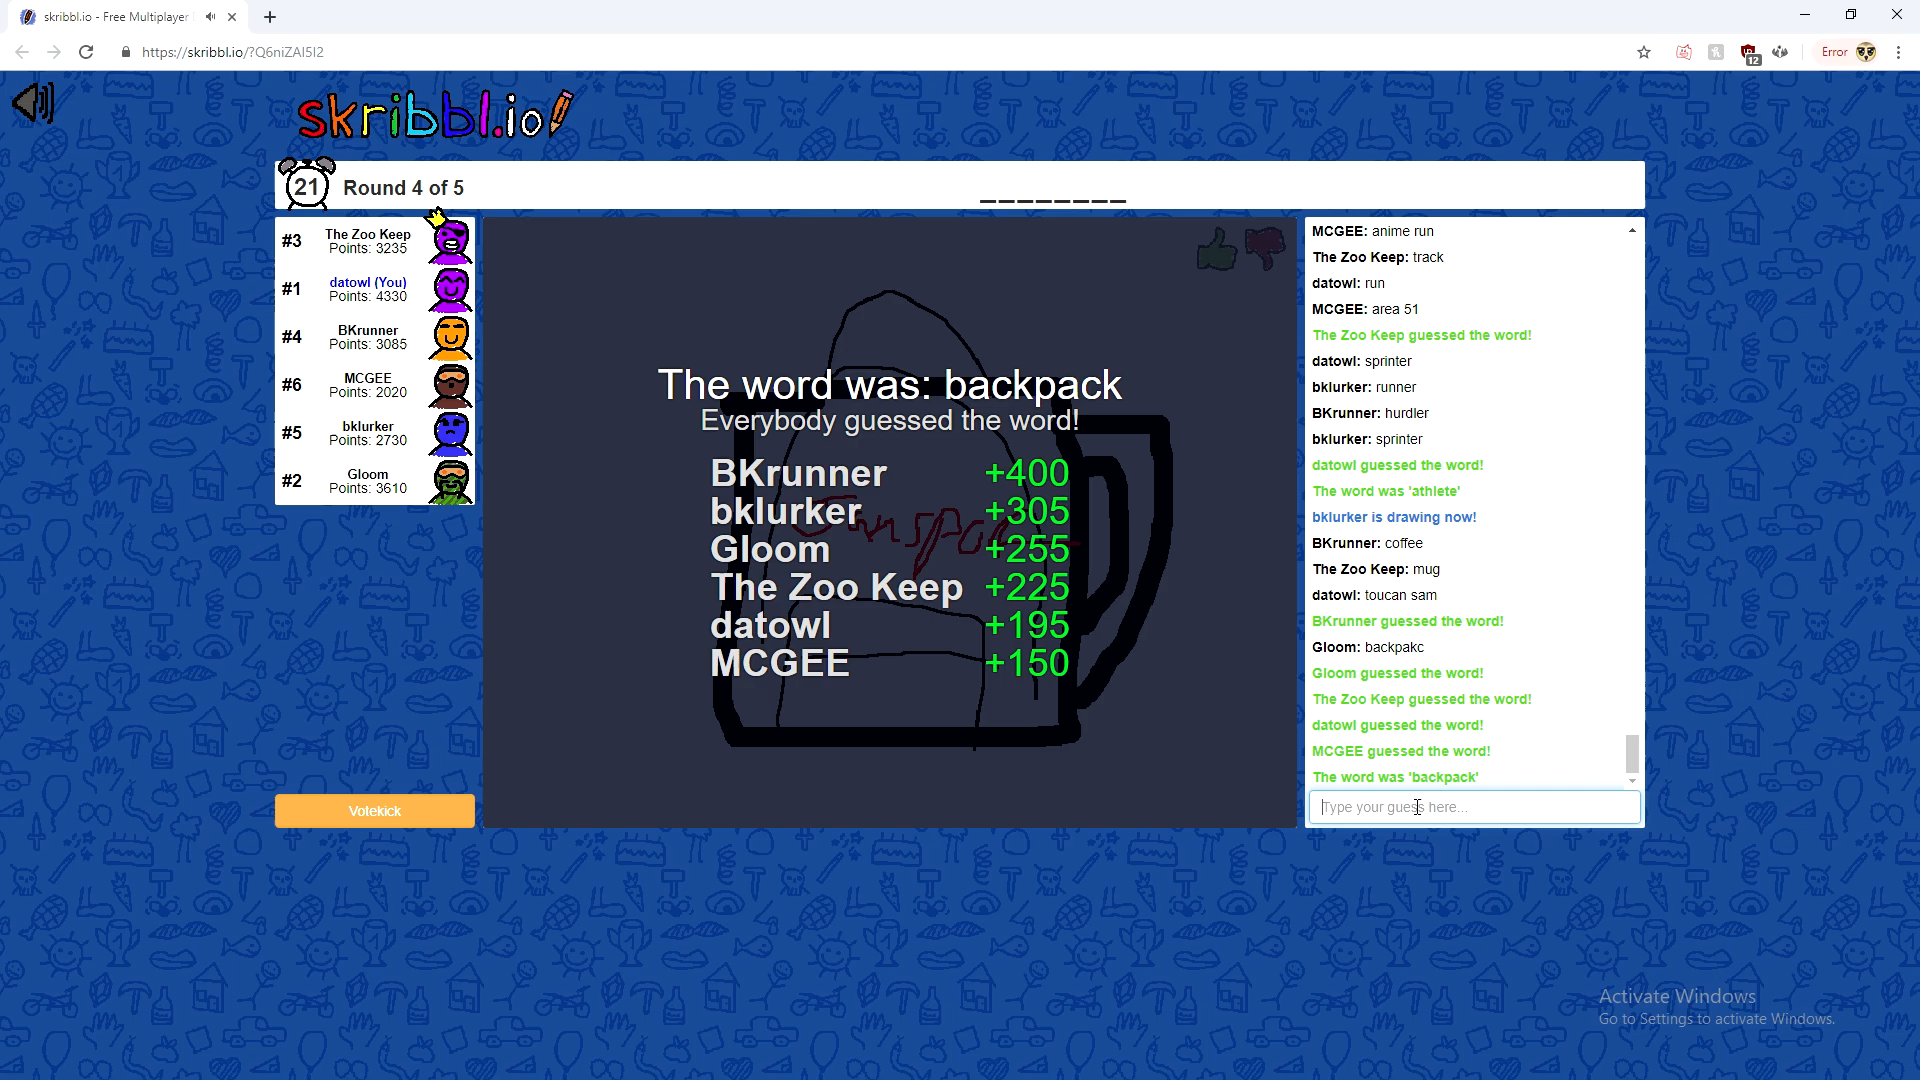 skribbl.io - Free Multiplayer
https://skribbl.io/?Q6niZAI5I2
12
Error
skribbl.io
21
Round 4 of 5
________
#3
The Zoo Keep
Points: 3235
#1
datowl (You)
Points: 4330
#4
BKrunner
Points: 3085
#6
MCGEE
Points: 2020
#5
bklurker
Points: 2730
#2
Gloom
Points: 3610
Votekick
The word was: backpack
Everybody guessed the word!
BKrunner +400
bklurker +305
Gloom +255
The Zoo Keep +225
datowl +195
MCGEE +150
MCGEE: anime run
The Zoo Keep: track
datowl: run
MCGEE: area 51
The Zoo Keep guessed the word!
datowl: sprinter
bklurker: runner
BKrunner: hurdler
bklurker: sprinter
datowl guessed the word!
The word was 'athlete'
bklurker is drawing now!
BKrunner: coffee
The Zoo Keep: mug
datowl: toucan sam
BKrunner guessed the word!
Gloom: backpakc
Gloom guessed the word!
The Zoo Keep guessed the word!
datowl guessed the word!
MCGEE guessed the word!
The word was 'backpack'
Type your guess here...
Activate Windows
Go to Settings to activate Windows.